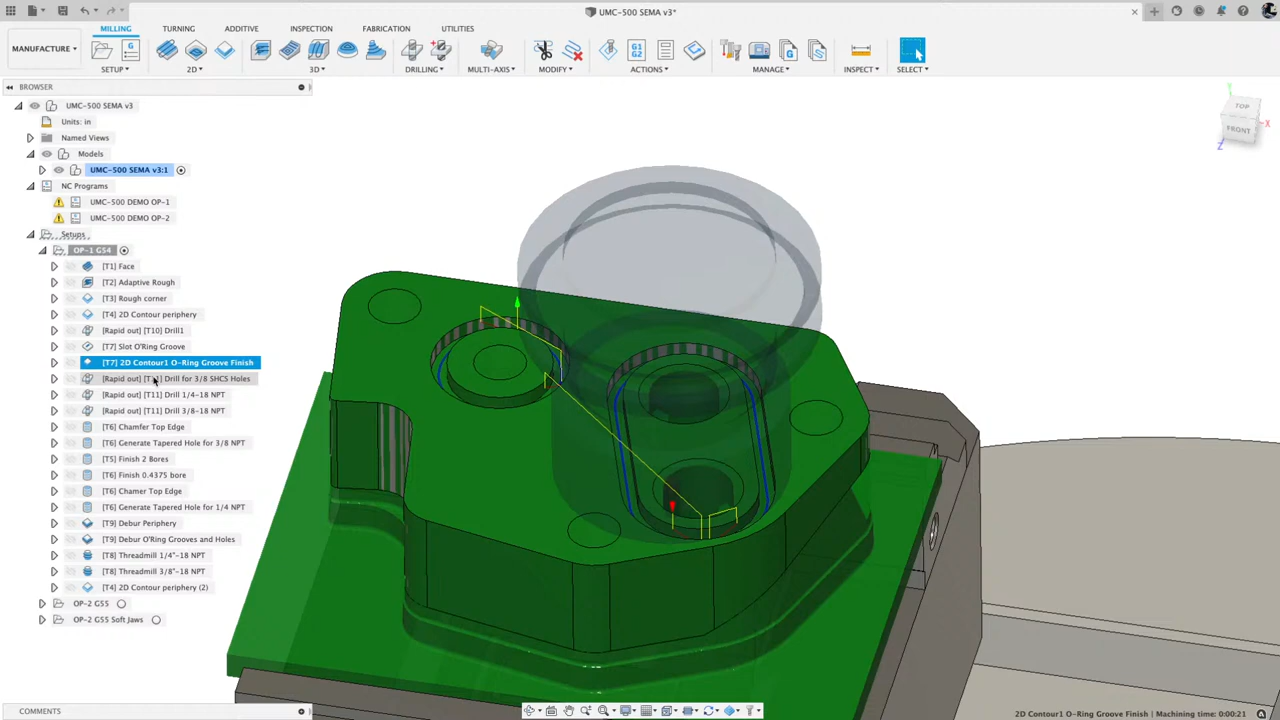 UMC-500 SEMA v3*
MILLING
TURNING
ADDITIVE
INSPECTION
FABRICATION
UTILITIES
MANUFACTURE
G1
G2
SETUP
2D
3D
DRILLING
MULTI-AXIS
MODIFY
ACTIONS
MANAGE
INSPECT
SELECT
BROWSER
UMC-500 SEMA v3
Units: in
Named Views
Models
UMC-500 SEMA v3:1
NC Programs
UMC-500 DEMO OP-1
UMC-500 DEMO OP-2
Setups
OP-1 G54
[T1] Face
[T2] Adaptive Rough
[T3] Rough corner
[T4] 2D Contour periphery
[Rapid out] [T10] Drill1
[T7] Slot O'Ring Groove
[T7] 2D Contour1 O-Ring Groove Finish
[Rapid out] [T11] Drill for 3/8 SHCS Holes
[Rapid out] [T11] Drill 1/4-18 NPT
[Rapid out] [T11] Drill 3/8-18 NPT
[T6] Chamfer Top Edge
[T6] Generate Tapered Hole for 3/8 NPT
[T5] Finish 2 Bores
[T6] Finish 0.4375 bore
[T6] Chamer Top Edge
[T6] Generate Tapered Hole for 1/4 NPT
[T9] Debur Periphery
[T9] Debur O'Ring Grooves and Holes
[T8] Threadmill 1/4"-18 NPT
[T8] Threadmill 3/8"-18 NPT
[T4] 2D Contour periphery (2)
OP-2 G55
OP-2 G55 Soft Jaws
TOP
FRONT
Y
X
Z
COMMENTS
2D Contour1 O-Ring Groove Finish | Machining time: 0:00:21